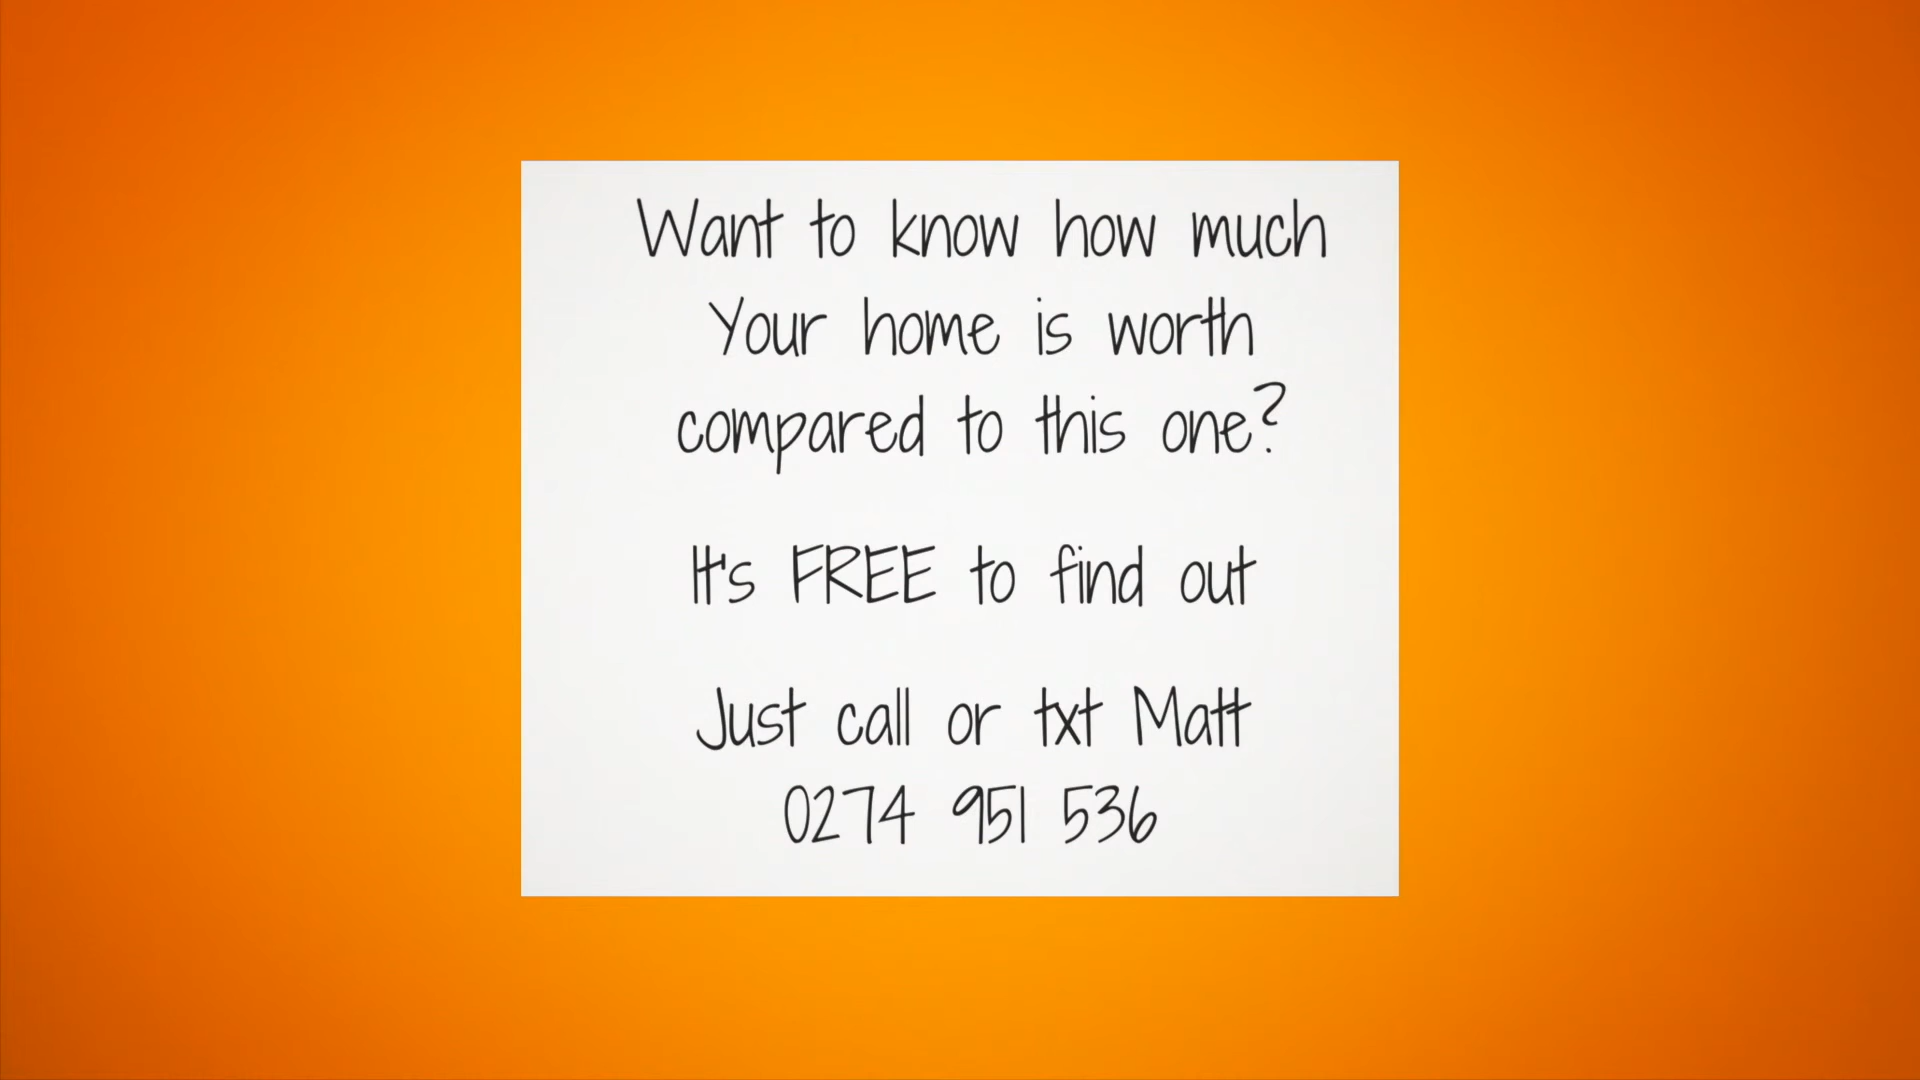 Want to know how much
Your home is worth
compared to this one?
It's FREE to find out
Just call or txt Matt
0274 951 536